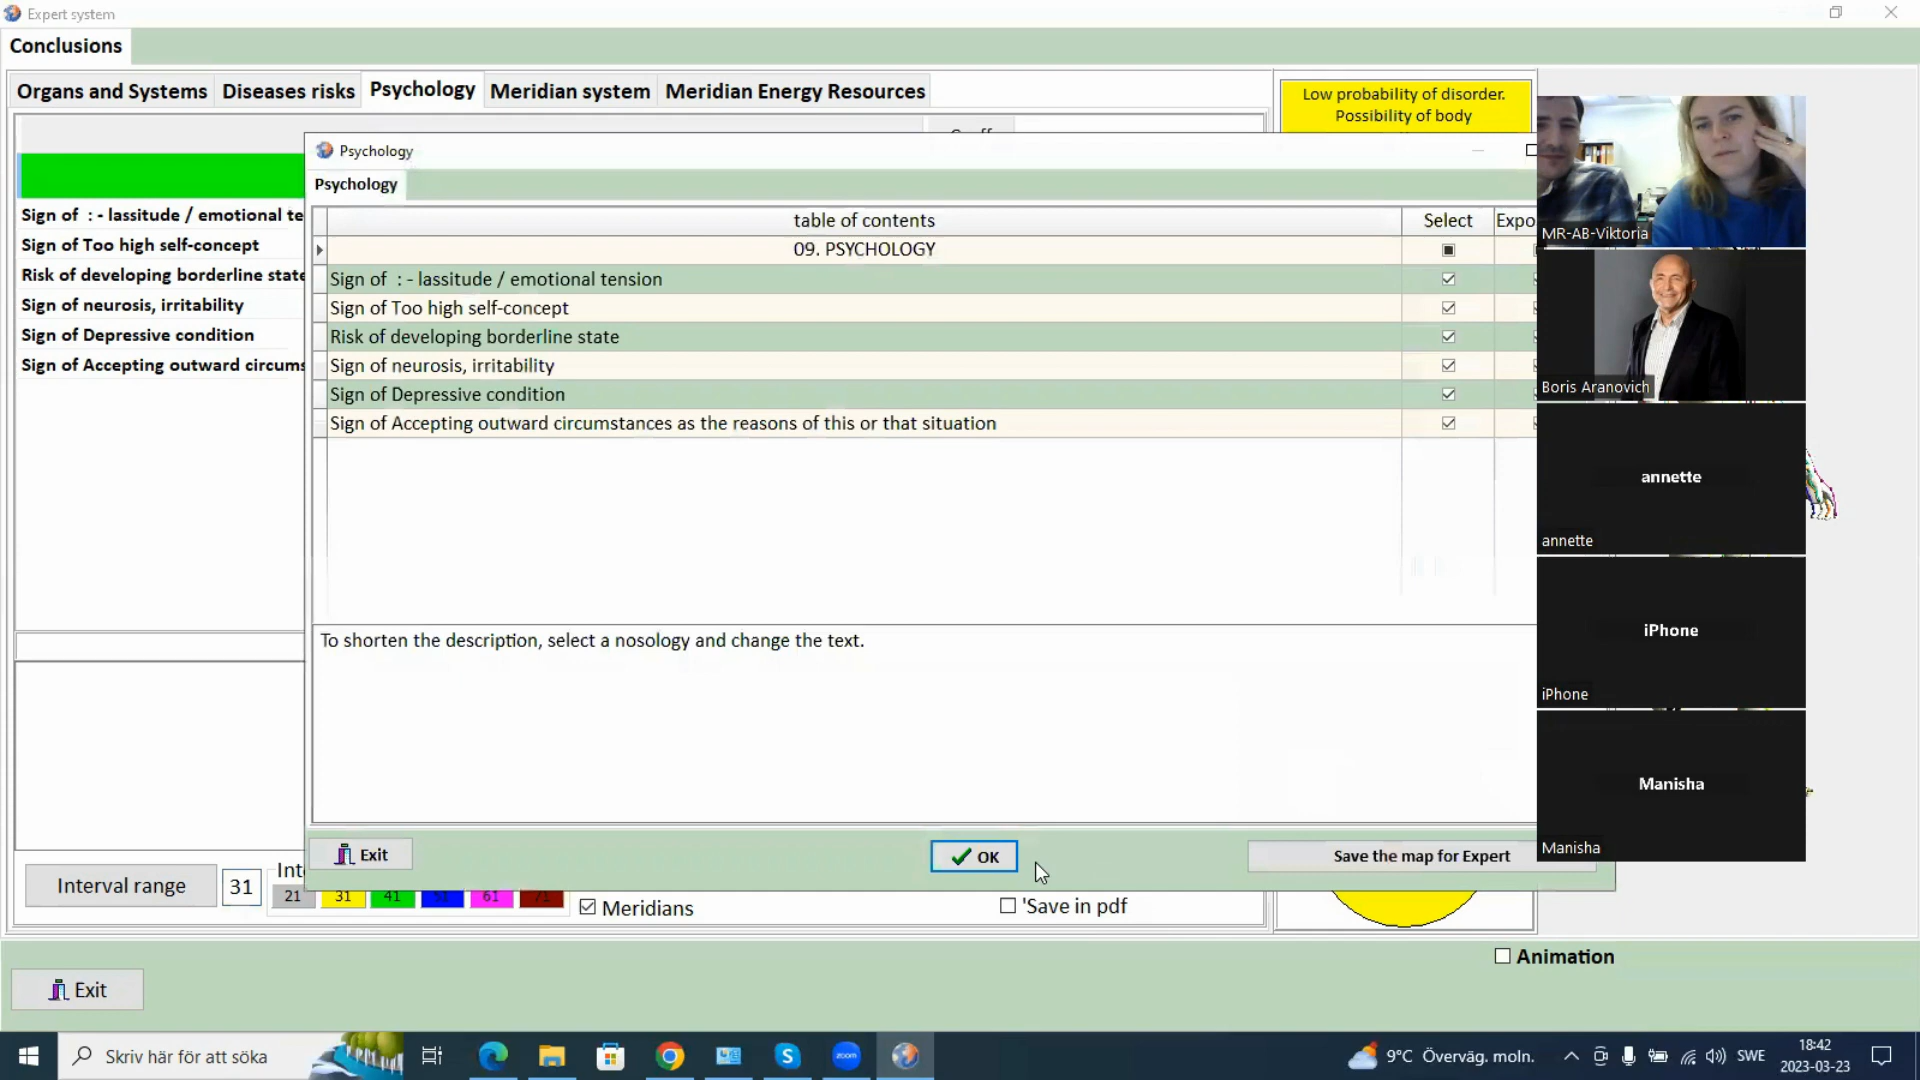 Expert system
Conclusions
Organs and Systems Diseases risks Psychology Meridian system Meridian Energy Resources
Low probability of disorder.
Possibility of body
Psychology
Psychology
table of contents Select Expo
09. PSYCHOLOGY
Sign of : - lassitude / emotional tension
Sign of Too high self-concept
Risk of developing borderline state
Sign of neurosis, irritability
Sign of Depressive condition
Sign of Accepting outward circumstances as the reasons of this or that situation
Sign of : - lassitude / emotional te
Sign of Too high self-concept
Risk of developing borderline state
Sign of neurosis, irritability
Sign of Depressive condition
Sign of Accepting outward circums
To shorten the description, select a nosology and change the text.
Exit
OK
Save the map for Expert
Interval range 31
Inte
21 31 41 51 61 71
Meridians
'Save in pdf
Animation
Exit
MR-AB-Viktoria
Boris Aranovich
annette
annette
iPhone
iPhone
Manisha
Manisha
Skriv här för att söka
zoom
9°C Överväg. moln.
SWE
18:42
2023-03-23